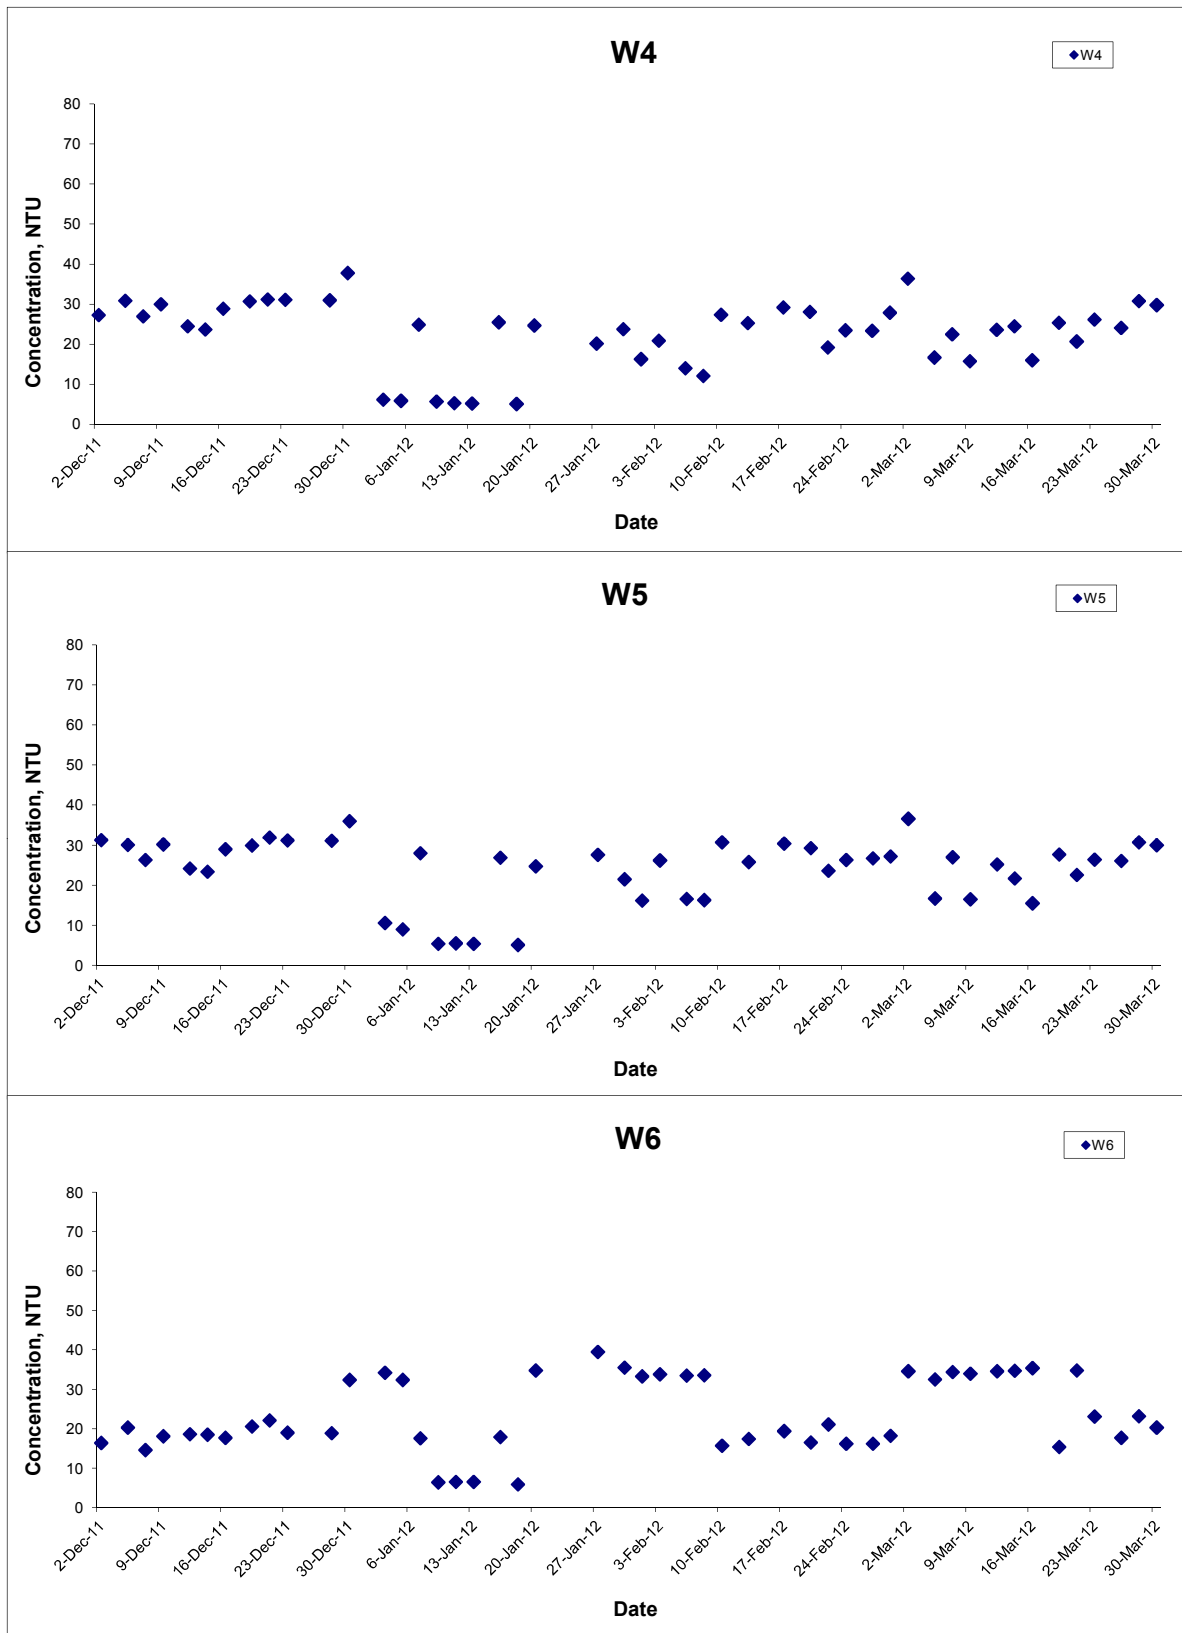 W4
W4
80
70
60
50
40
30
20
10
0
Concentration, NTU
2-Dec-11
9-Dec-11
16-Dec-11
23-Dec-11
30-Dec-11
6-Jan-12
13-Jan-12
20-Jan-12
27-Jan-12
3-Feb-12
10-Feb-12
17-Feb-12
24-Feb-12
2-Mar-12
9-Mar-12
16-Mar-12
23-Mar-12
30-Mar-12
Date
W5
W5
80
70
60
50
40
30
20
10
0
Concentration, NTU
2-Dec-11
9-Dec-11
16-Dec-11
23-Dec-11
30-Dec-11
6-Jan-12
13-Jan-12
20-Jan-12
27-Jan-12
3-Feb-12
10-Feb-12
17-Feb-12
24-Feb-12
2-Mar-12
9-Mar-12
16-Mar-12
23-Mar-12
30-Mar-12
Date
W6
W6
80
70
60
50
40
30
20
10
0
Concentration, NTU
2-Dec-11
9-Dec-11
16-Dec-11
23-Dec-11
30-Dec-11
6-Jan-12
13-Jan-12
20-Jan-12
27-Jan-12
3-Feb-12
10-Feb-12
17-Feb-12
24-Feb-12
2-Mar-12
9-Mar-12
16-Mar-12
23-Mar-12
30-Mar-12
Date